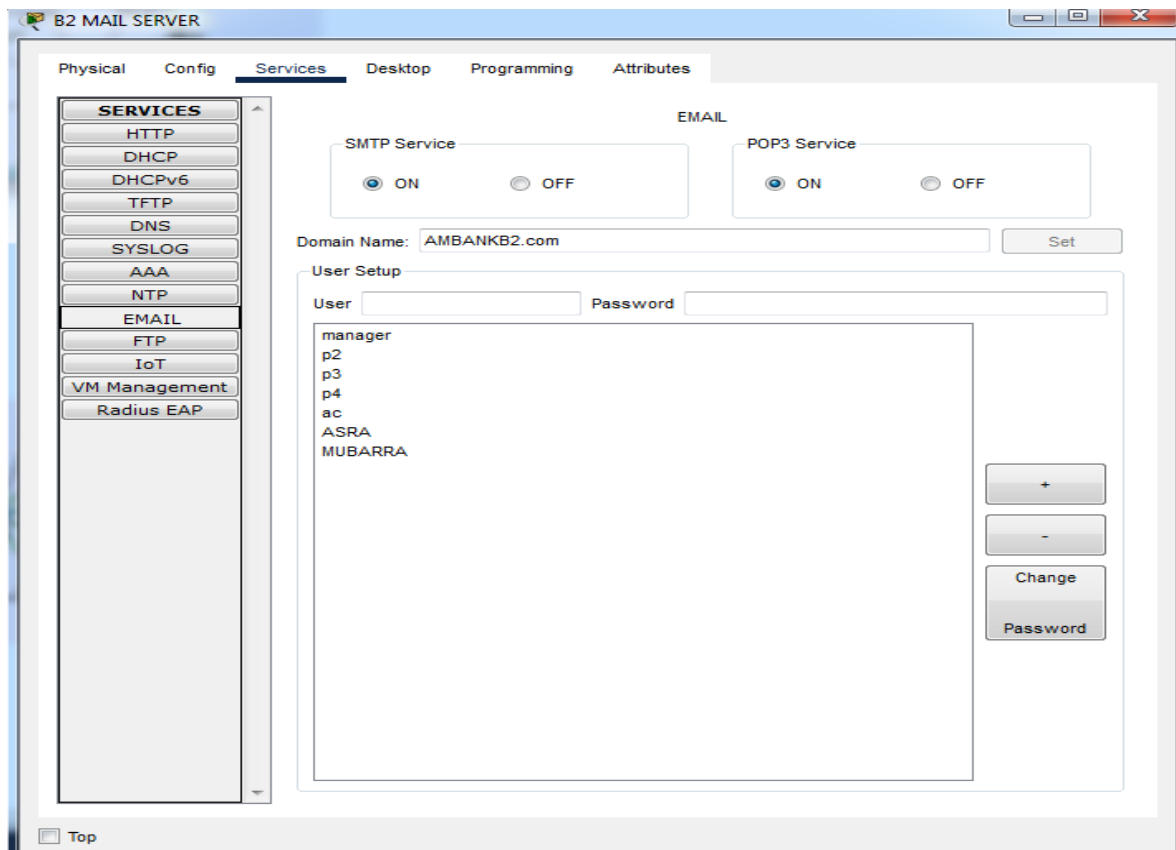 B2 MAIL SERVER
Physical Config Services Desktop Programming Attributes
SERVICES
HTTP
DHCP
DHCPv6
TFTP
DNS
SYSLOG
AAA
NTP
EMAIL
FTP
IoT
VM Management
Radius EAP
EMAIL
SMTP Service
ON OFF
POP3 Service
ON OFF
Domain Name: AMBANKB2.com Set
User Setup
User Password
manager
p2
p3
p4
ac
ASRA
MUBARRA
+
-
Change
Password
Top